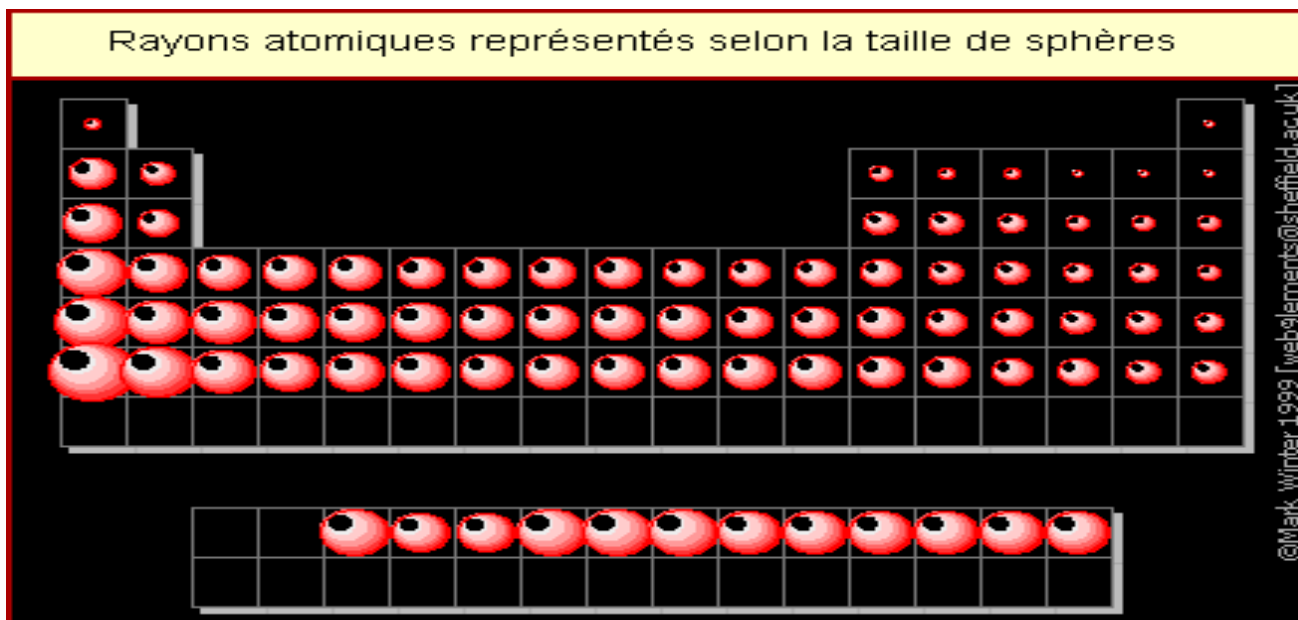 Rayons atomiques représentés selon la taille de sphères
©Mark Winter 1999 [webelements@sheffield.ac.uk]